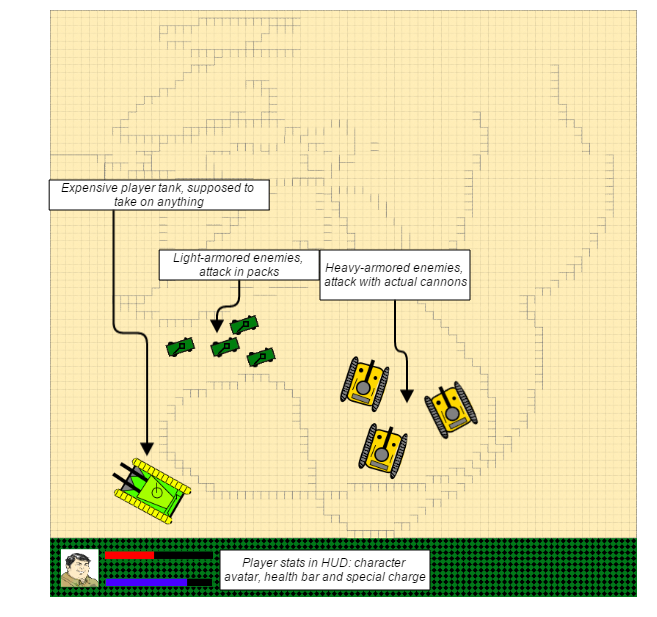 Expensive player tank, supposed to
take on anything
Light-armored enemies,
attack in packs
Heavy-armored enemies,
attack with actual cannons
Player stats in HUD: character
avatar, health bar and special charge